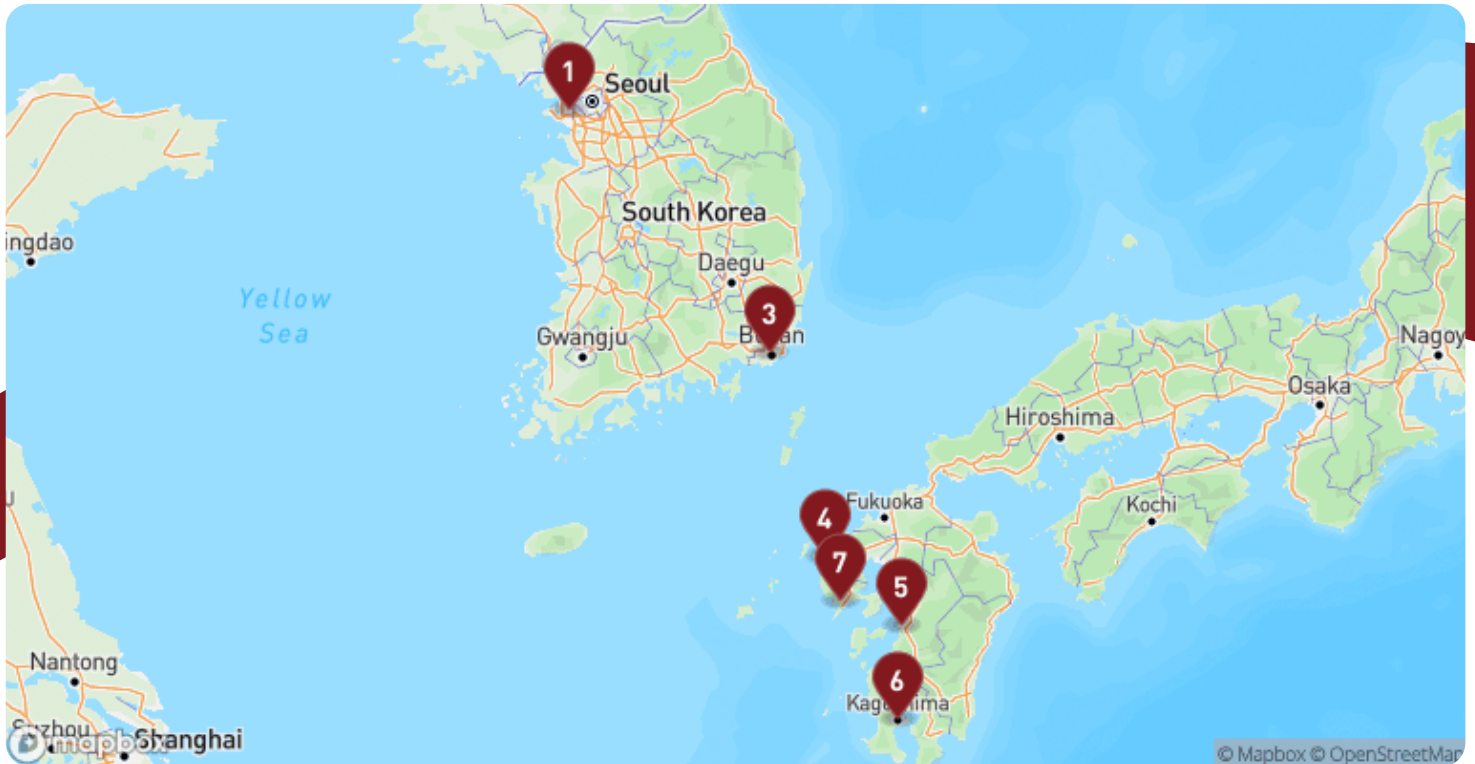 1
Seoul
South Korea
ingdao
Daegu
Yellow
Sea
3
Gwangju
Nagoy
Osaka
Hiroshima
4
Fukuoka
Kochi
7
5
Nantong
6
mapbox
Shanghai
© Mapbox © OpenStreetMap